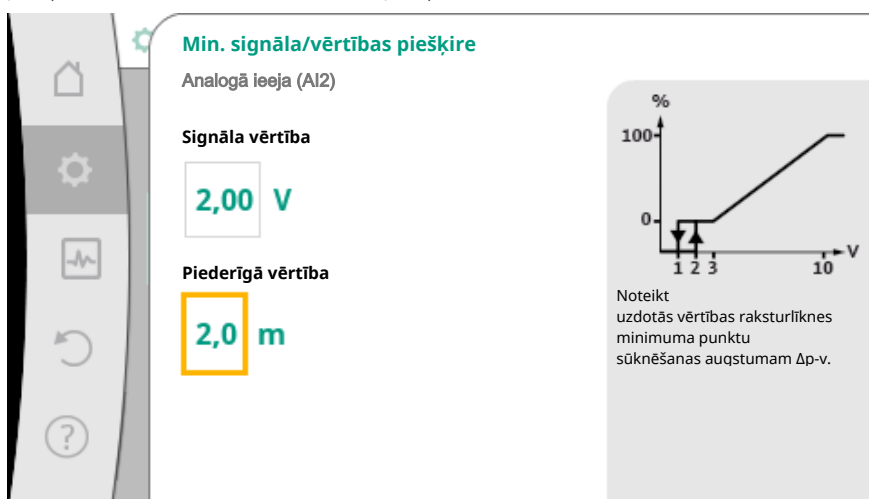 Min. signāla/vērtības piešķire
Analogā ieeja (AI2)
Signāla vērtība
2,00 V
Piederīgā vērtība
2,0 m
%
100
0
1 2 3 10 V
Noteikt
uzdotās vērtības raksturlīknes
minimuma punktu
sūknēšanas augstumam Δp-v.
?